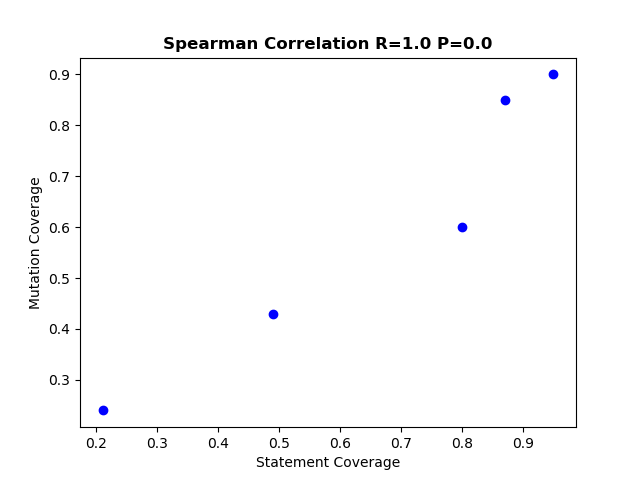 Spearman Correlation R=1.0 P=0.0
0.9
0.8
0.7
0.6
0.5
0.4
0.3
Mutation Coverage
0.2 0.3 0.4 0.5 0.6 0.7 0.8 0.9
Statement Coverage